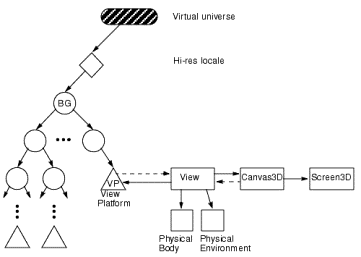 Virtual universe
Hi-res locale
BG
VP
View
Platform
View
Canvas3D
Screen3D
Physical
Body
Physical
Environment